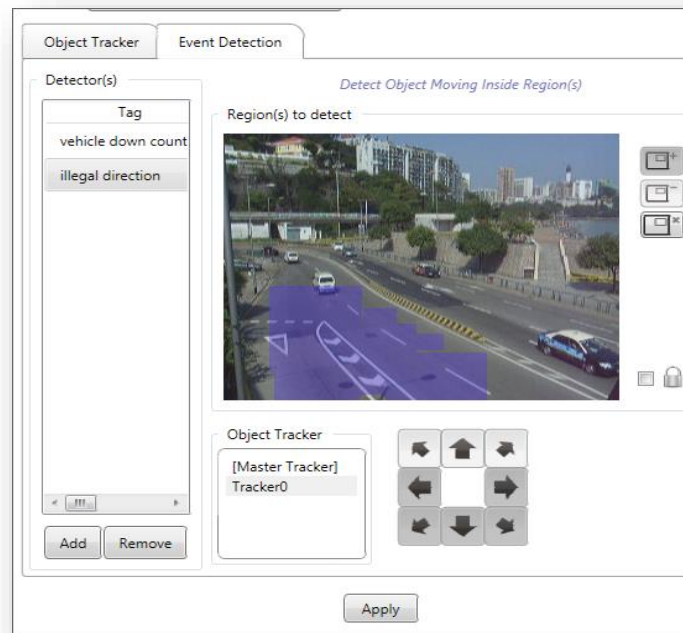 Object Tracker
Event Detection
Detector(s)
Detect Object Moving Inside Region(s)
Tag
Region(s) to detect
vehicle down count
illegal direction
Object Tracker
[Master Tracker]
Tracker0
Add
Remove
Apply